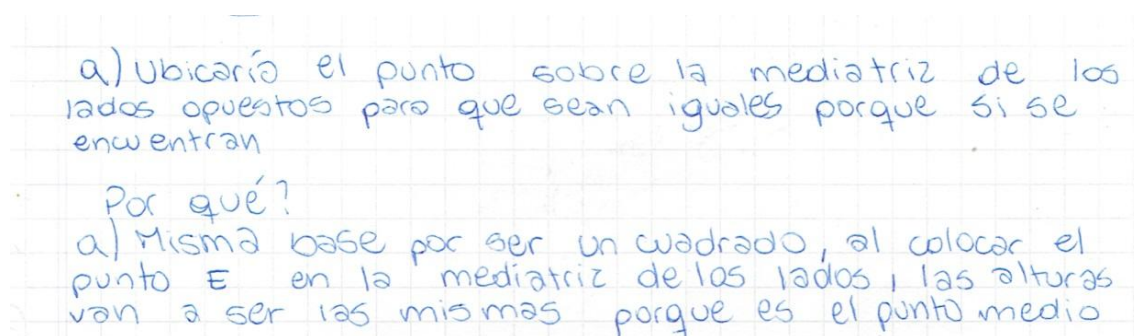 a) Ubicaría el punto sobre la mediatriz de los
lados opuestos para que sean iguales porque si se
encuentran
Por qué?
a) Misma base por ser un cuadrado, al colocar el
punto E en la mediatriz de los lados, las alturas
van a ser las mismas porque es el punto medio